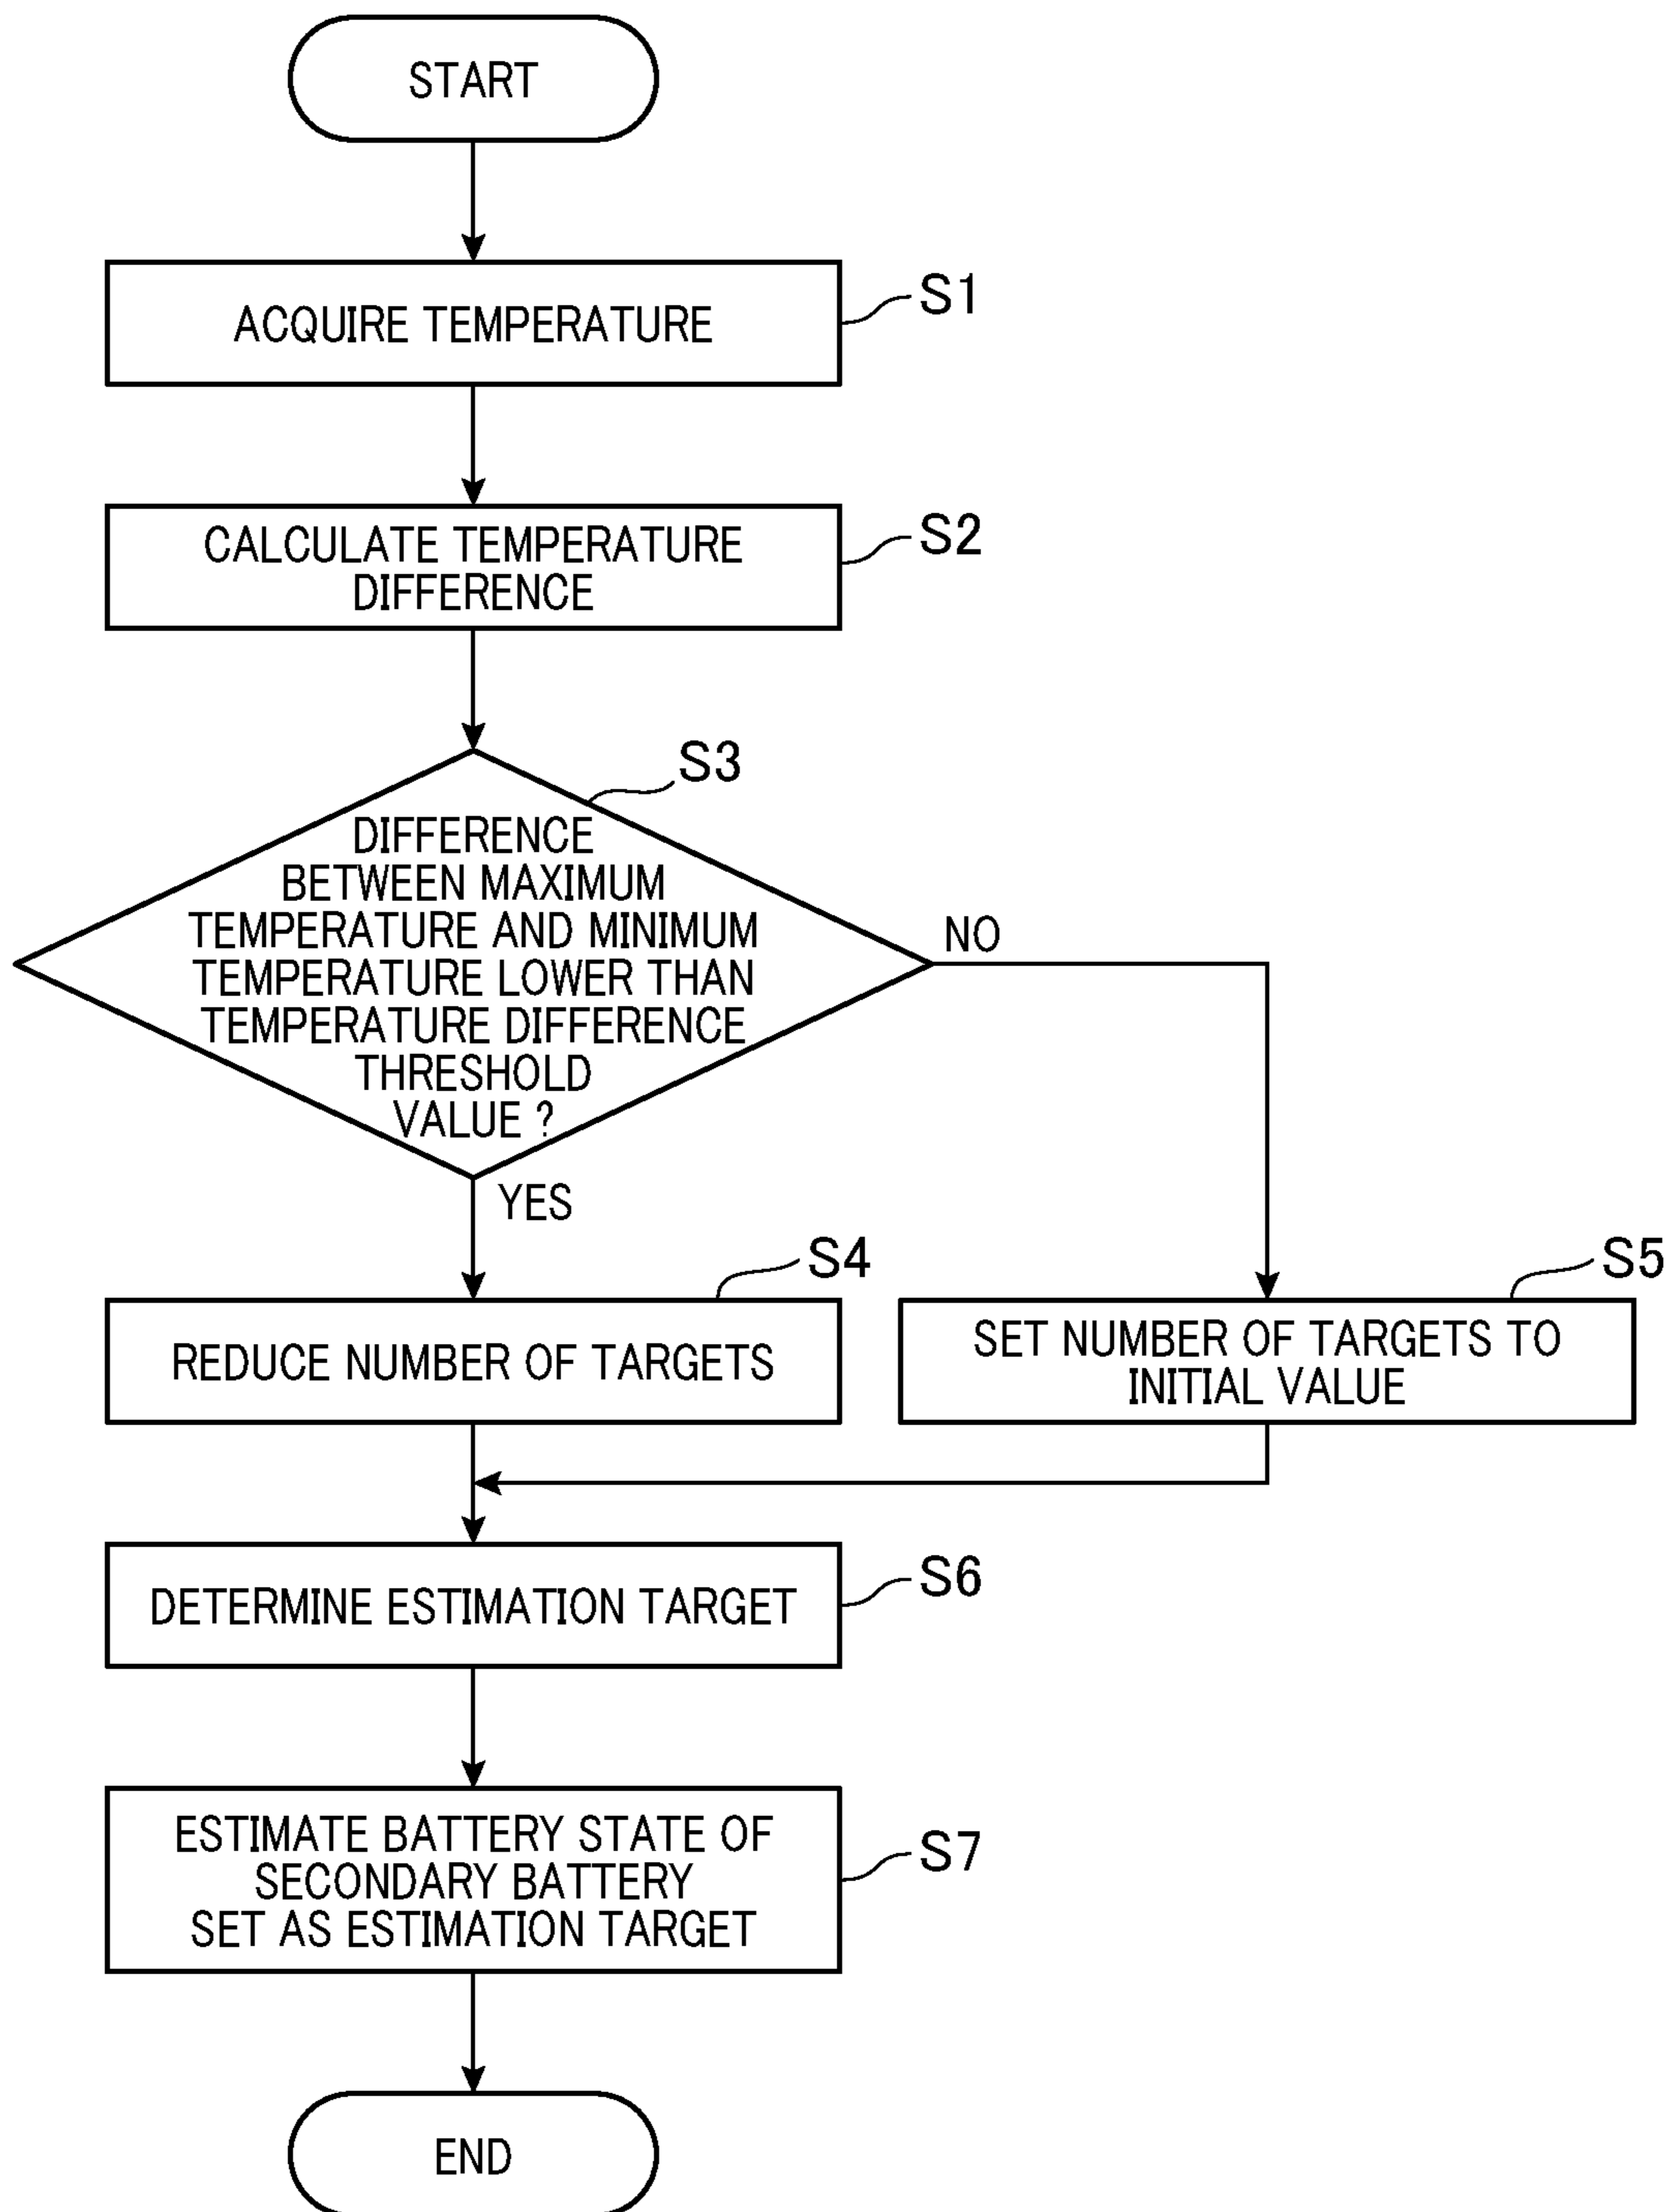 START
ACQUIRE TEMPERATURE
S1
CALCULATE TEMPERATURE
DIFFERENCE
S2
S3
DIFFERENCE
BETWEEN MAXIMUM
TEMPERATURE AND MINIMUM
TEMPERATURE LOWER THAN
TEMPERATURE DIFFERENCE
THRESHOLD
VALUE ?
NO
YES
S4
REDUCE NUMBER OF TARGETS
S5
SET NUMBER OF TARGETS TO
INITIAL VALUE
DETERMINE ESTIMATION TARGET
S6
ESTIMATE BATTERY STATE OF
SECONDARY BATTERY
SET AS ESTIMATION TARGET
S7
END